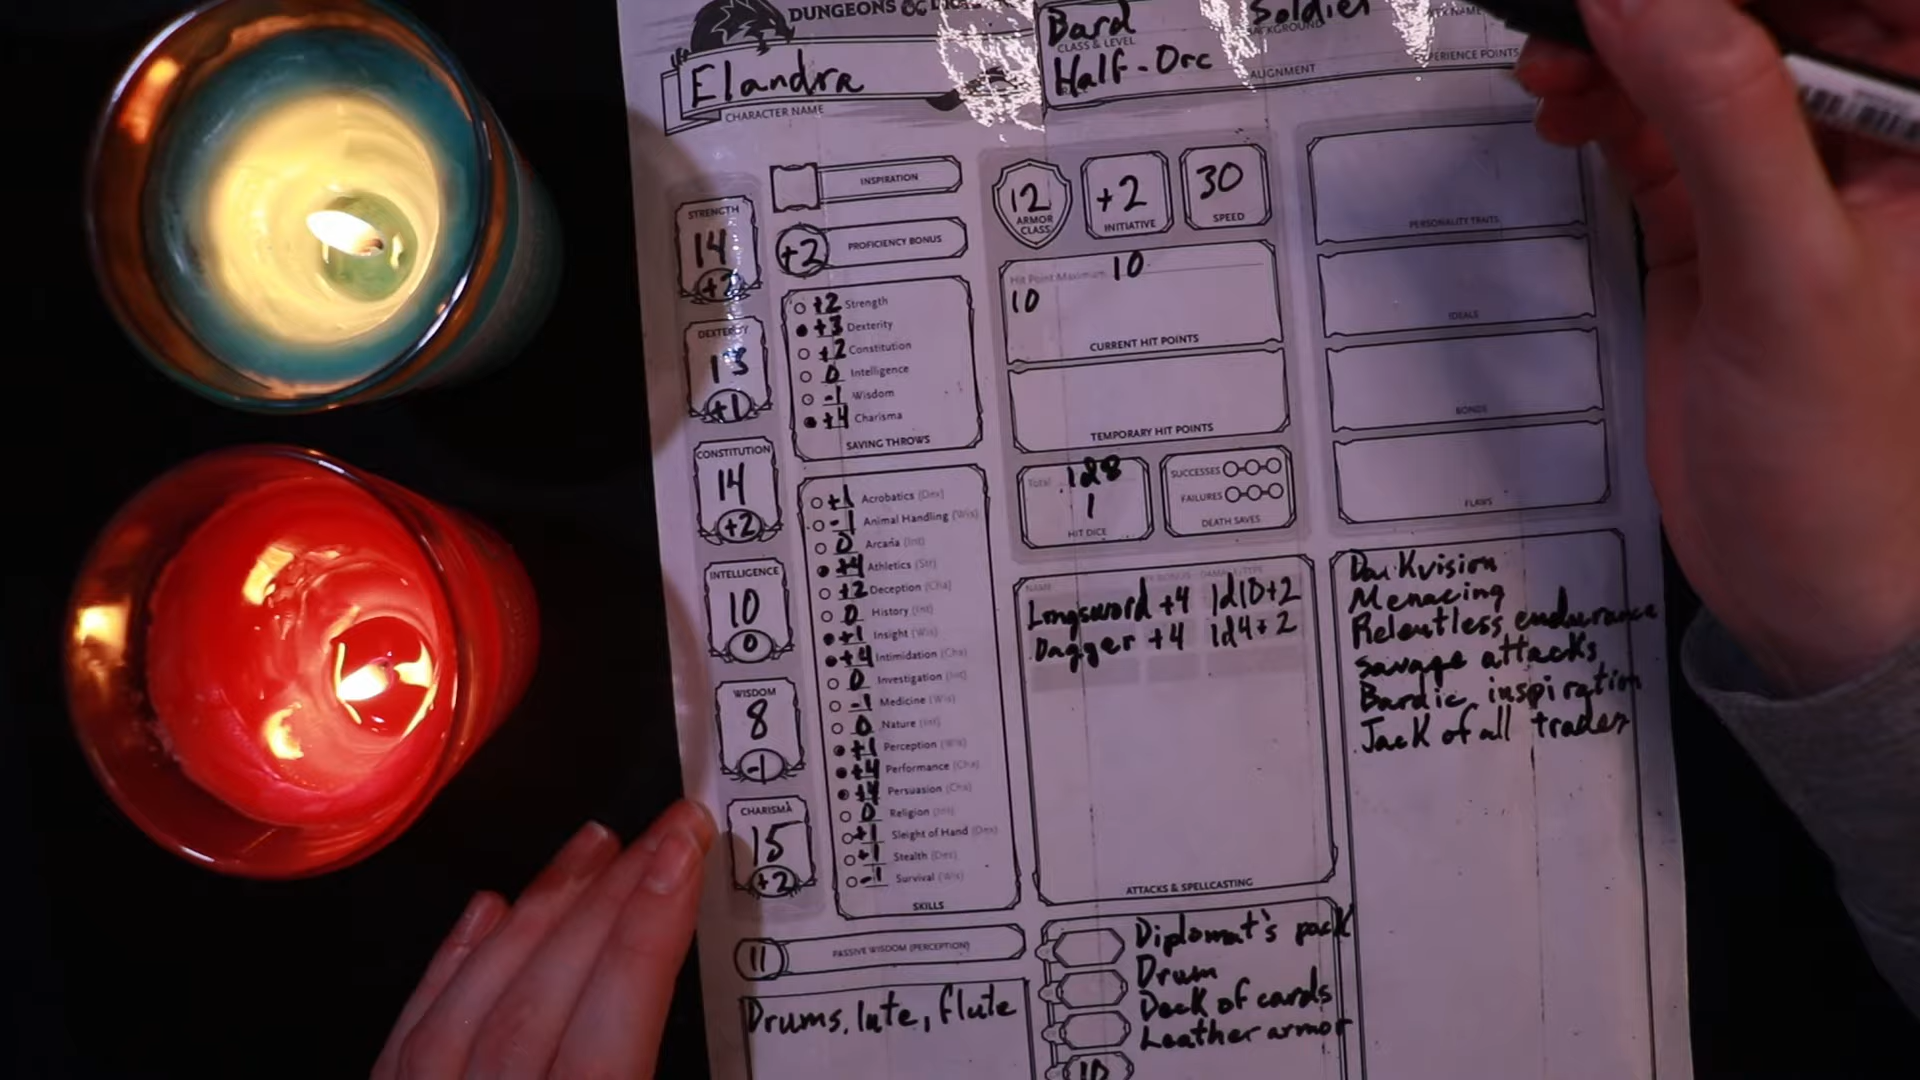 DUNGEONS
Elandra
CHARACTER NAME
Bard
Soldier
CLASS & LEVEL
BACKGROUND
Half-Orc
ALIGNMENT
EXPERIENCE POINTS
INSPIRATION
+2 PROFICIENCY BONUS
STRENGTH
14
+2
DEXTERITY
13
+1
CONSTITUTION
14
+2
INTELLIGENCE
10
0
WISDOM
8
-1
CHARISMA
15
+2
+2 Strength
+3 Dexterity
+2 Constitution
0 Intelligence
-1 Wisdom
+4 Charisma
SAVING THROWS
+1 Acrobatics (Dex)
-1 Animal Handling (Wis)
0 Arcana (Int)
+4 Athletics (Str)
+2 Deception (Cha)
0 History (Int)
+1 Insight (Wis)
+4 Intimidation (Cha)
0 Investigation (Int)
-1 Medicine (Wis)
0 Nature (Int)
+1 Perception (Wis)
+4 Performance (Cha)
+4 Persuasion (Cha)
0 Religion (Int)
+1 Sleight of Hand (Dex)
+1 Stealth (Dex)
-1 Survival (Wis)
SKILLS
11 PASSIVE WISDOM (PERCEPTION)
Drums, lute, flute
12
ARMOR
CLASS
+2
INITIATIVE
30
SPEED
Hit Point Maximum 10
10
CURRENT HIT POINTS
TEMPORARY HIT POINTS
Total 1d8
1
HIT DICE
SUCCESSES
FAILURES
DEATH SAVES
NAME
Longsword +4 1d10+2
Dagger +4 1d4+2
ATTACKS & SPELLCASTING
Diplomat's pack
Drum
Deck of cards
Leather armor
10
PERSONALITY TRAITS
IDEALS
BONDS
FLAWS
Darkvision
Menacing
Relentless endurance
savage attacks
Bardic inspiration
Jack of all trades